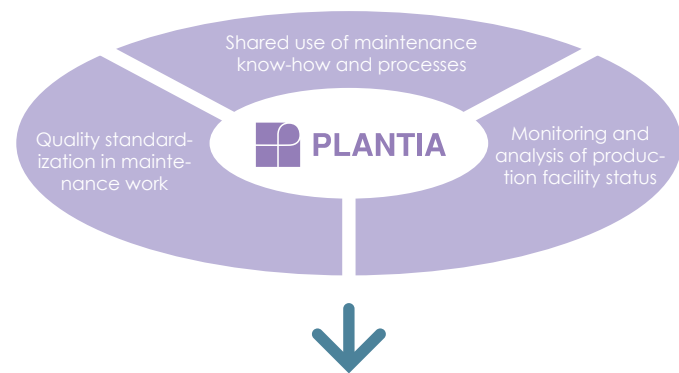 Shared use of maintenance
know-how and processes
Quality standard-
ization in mainte-
nance work
PLANTIA
Monitoring and
analysis of produc-
tion facility status